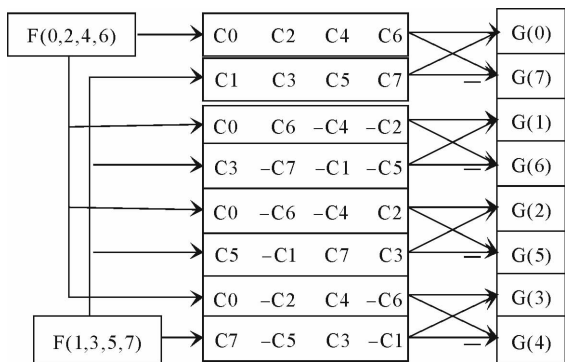 F(0,2,4,6) C0 C2 C4 C6 G(0)
C1 C3 C5 C7 – G(7)
C0 C6 –C4 –C2 G(1)
C3 –C7 –C1 –C5 – G(6)
C0 –C6 –C4 C2 G(2)
C5 –C1 C7 C3 – G(5)
C0 –C2 C4 –C6 G(3)
F(1,3,5,7) C7 –C5 C3 –C1 – G(4)